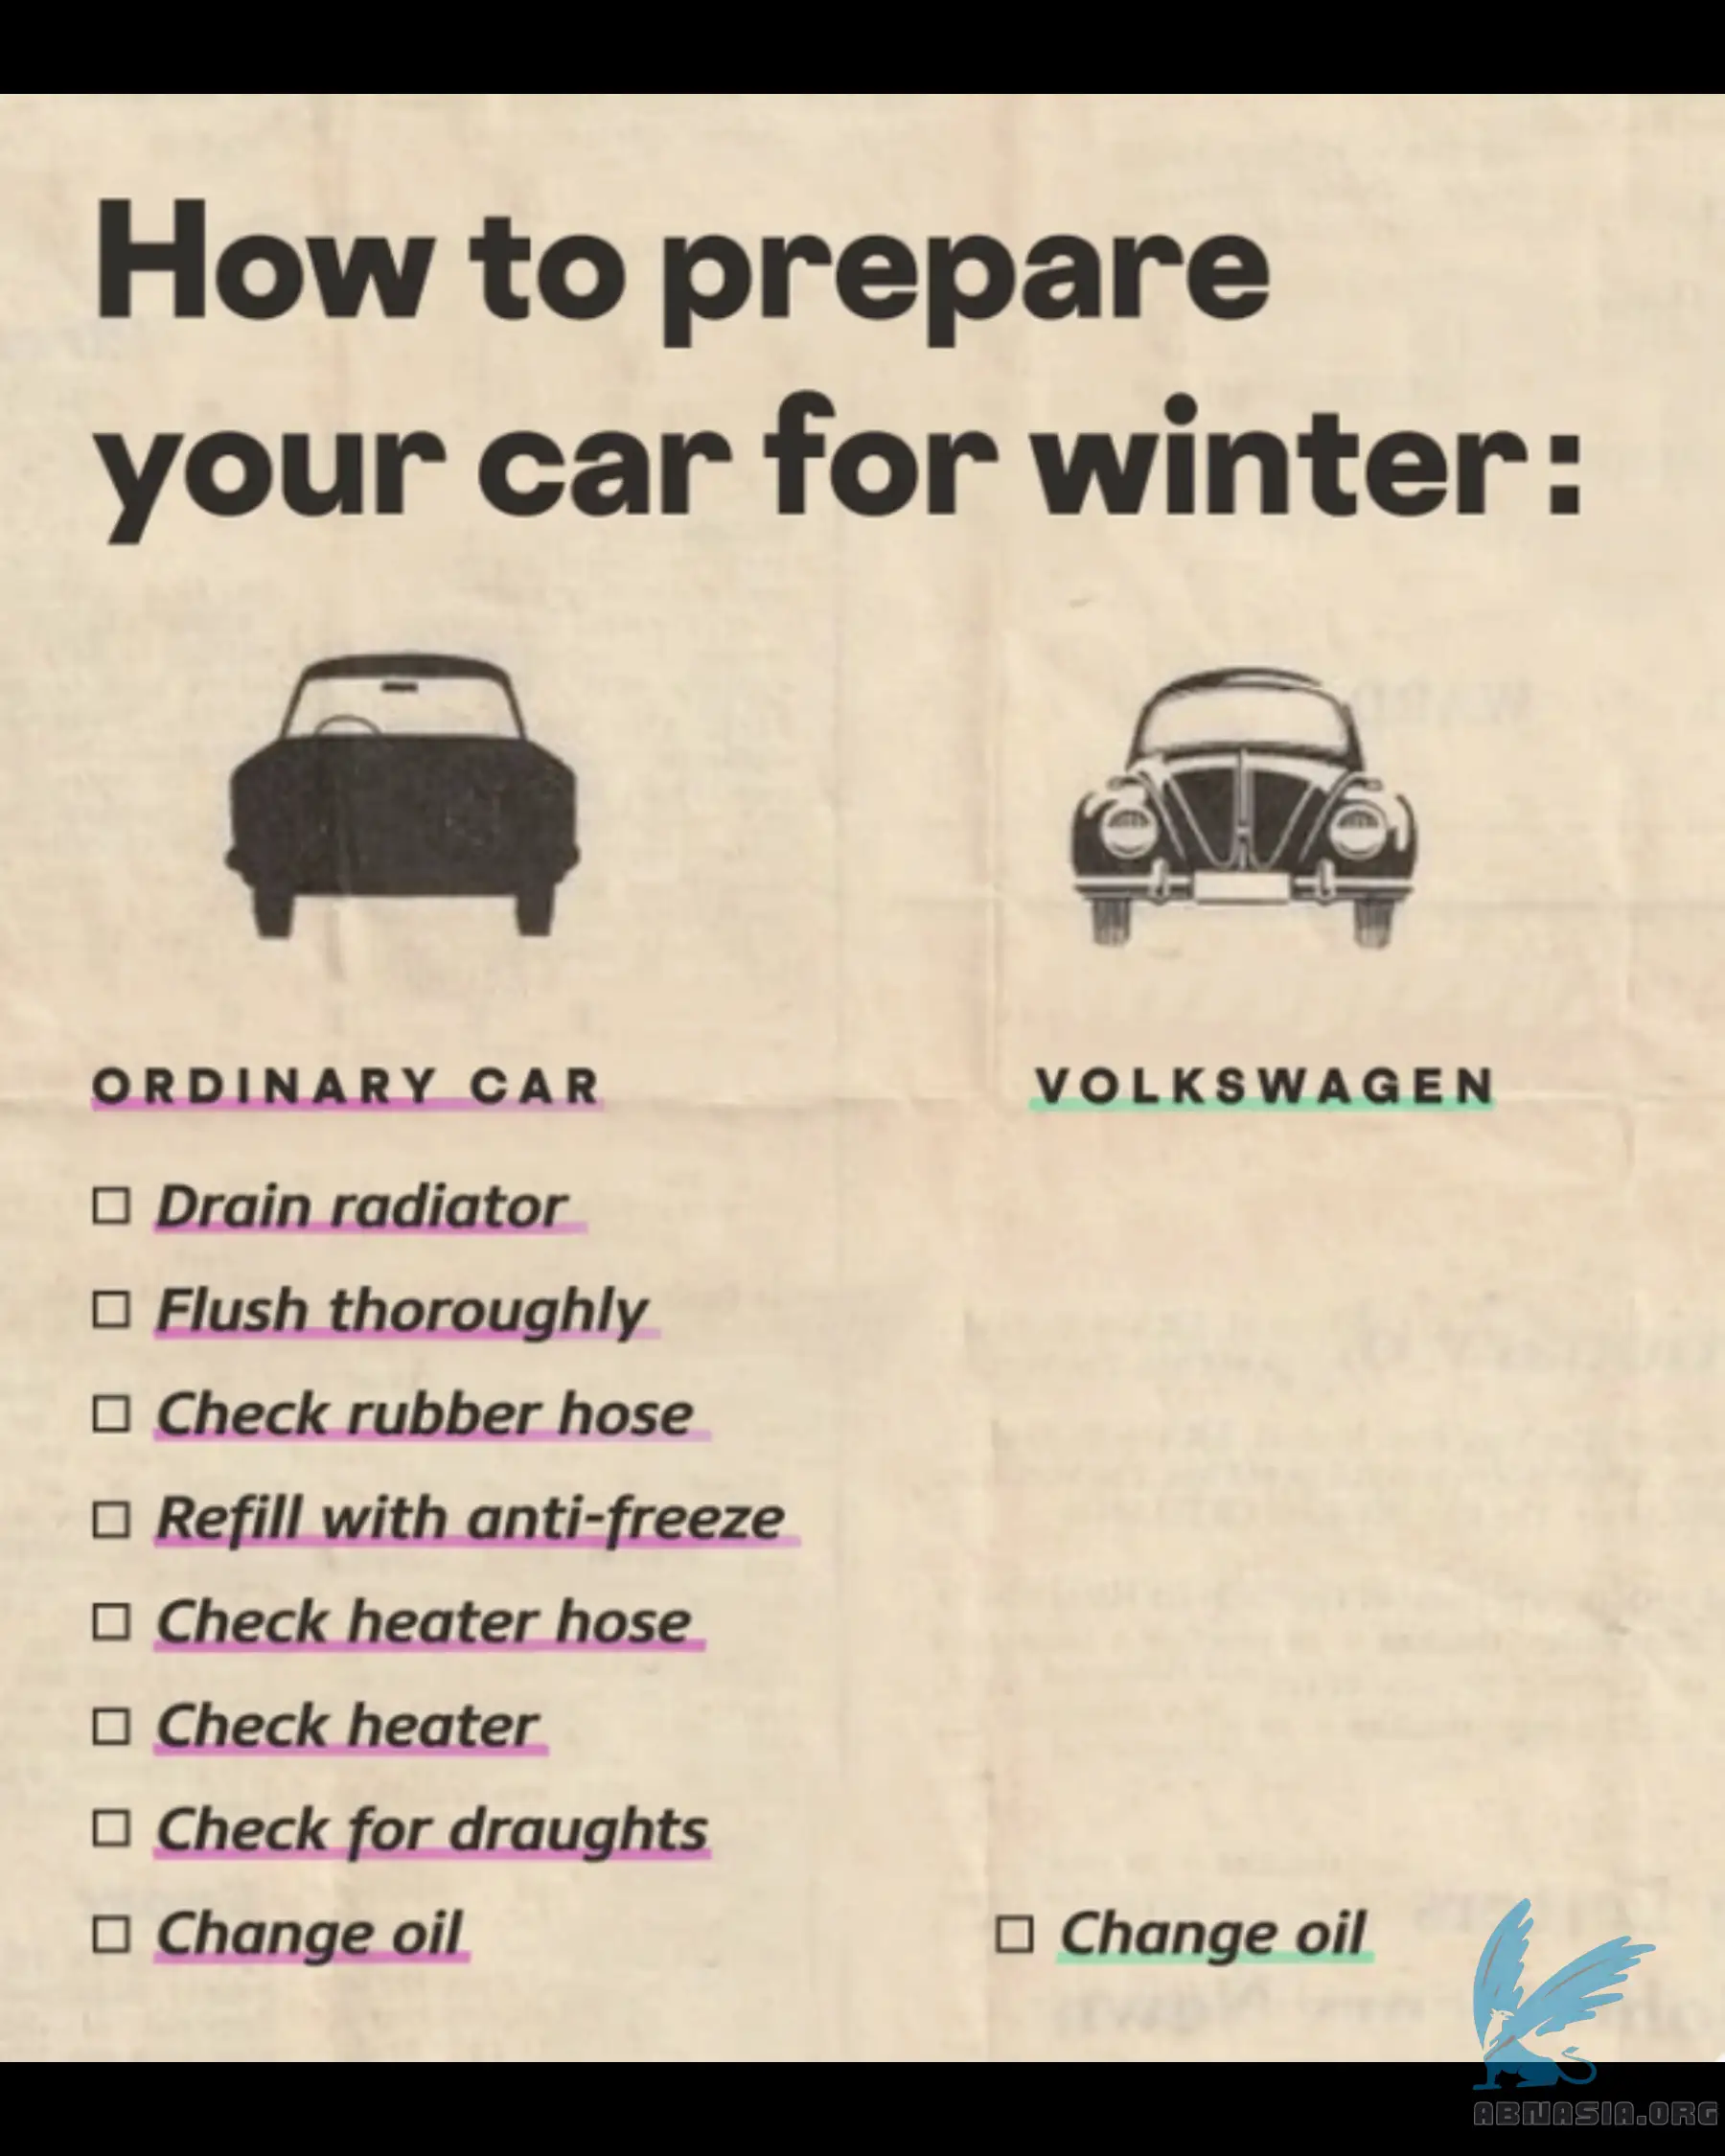 How to prepare
your car for winter:
ORDINARY CAR
VOLKSWAGEN
Drain radiator
Flush thoroughly
Check rubber hose
Refill with anti-freeze
Check heater hose
Check heater
Check for draughts
Change oil
Change oil
ABNASIA.ORG